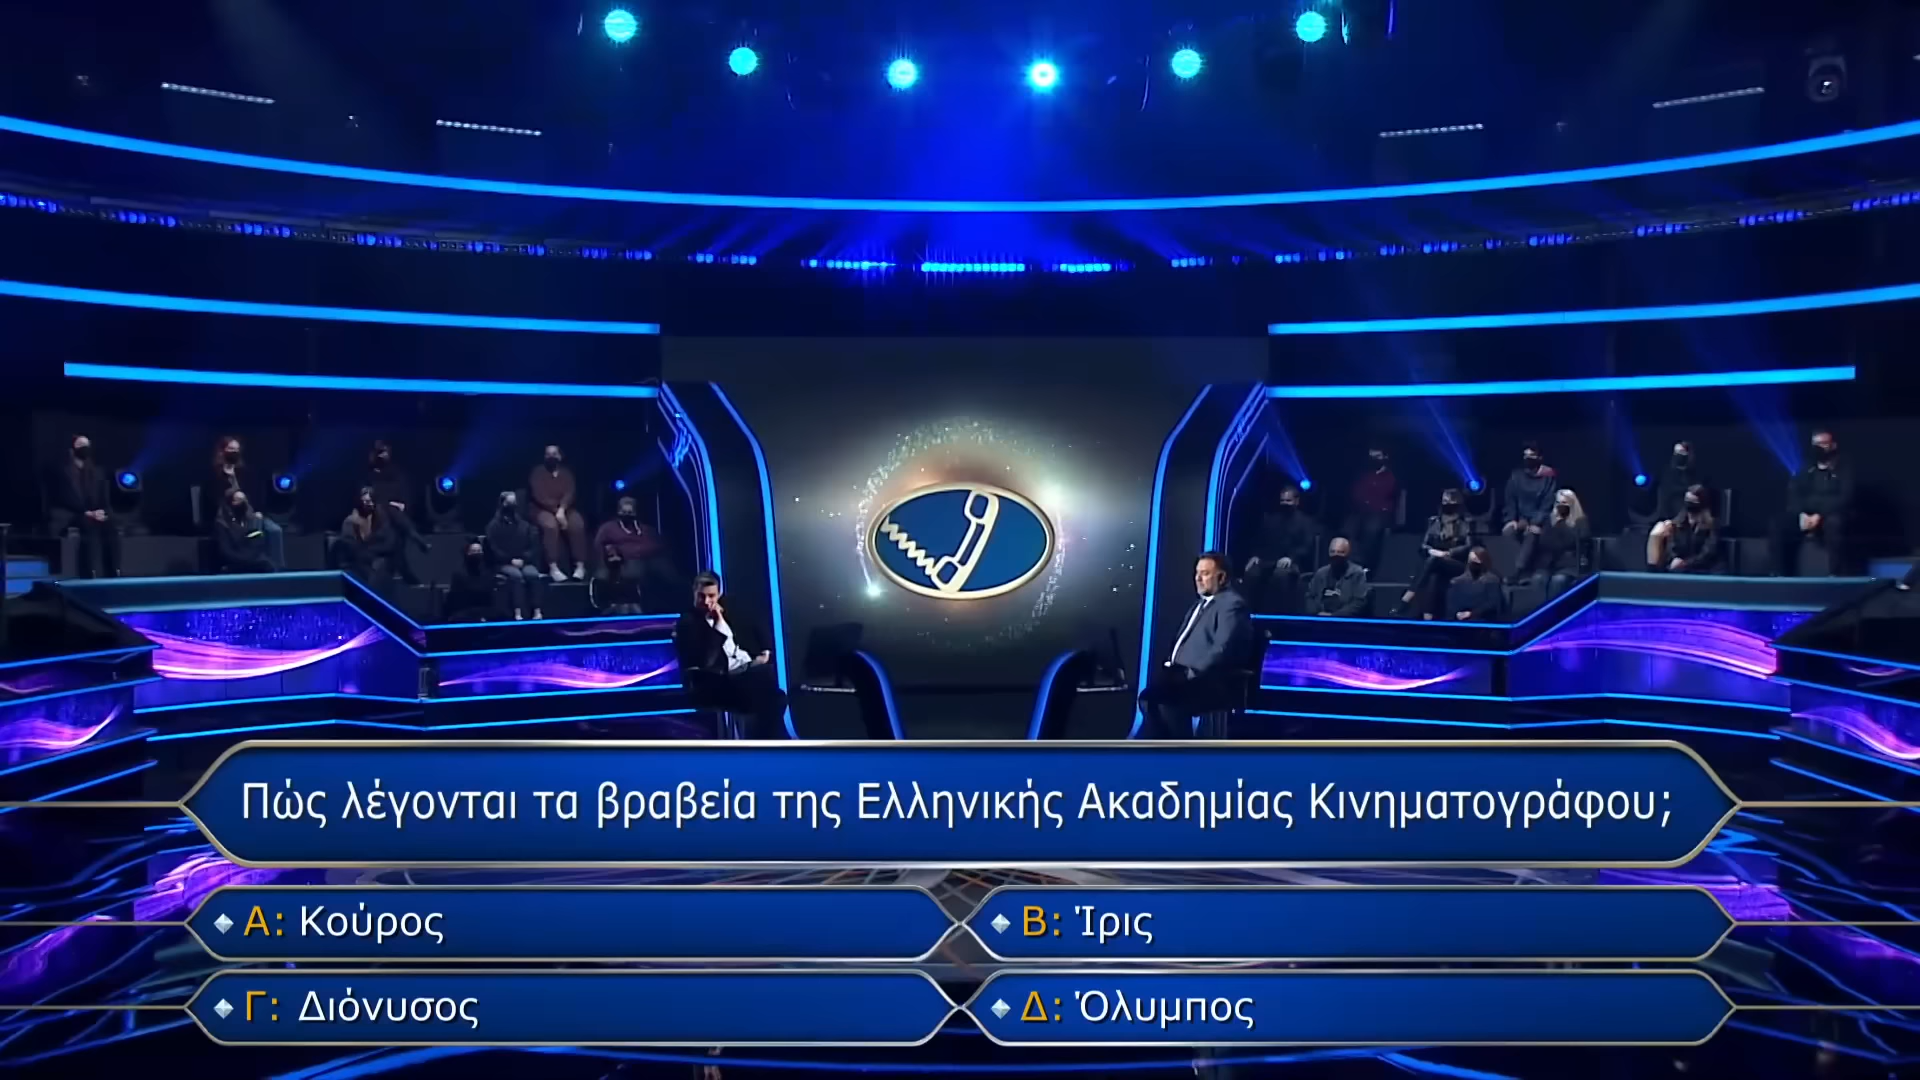 Πώς λέγονται τα βραβεία της Ελληνικής Ακαδημίας Κινηματογράφου;
Α: Κούρος
Β: Ίρις
Γ: Διόνυσος
Δ: Όλυμπος